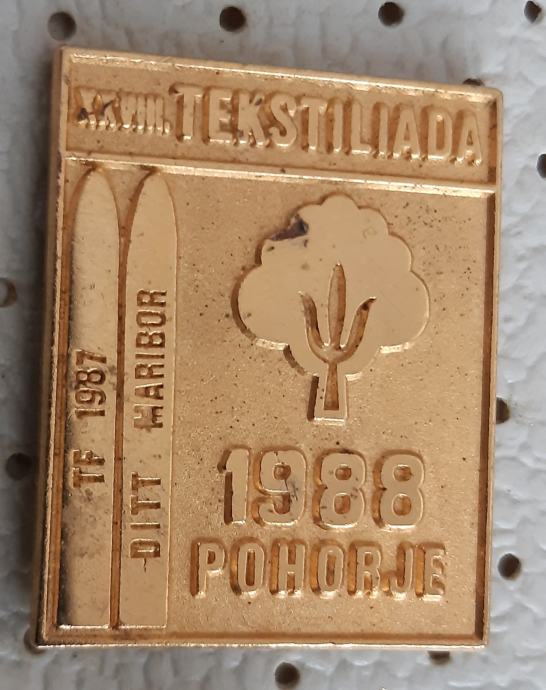 XXVIII. TEKSTILIADA
TF 1987
DITT MARIBOR
1988
POHORJE